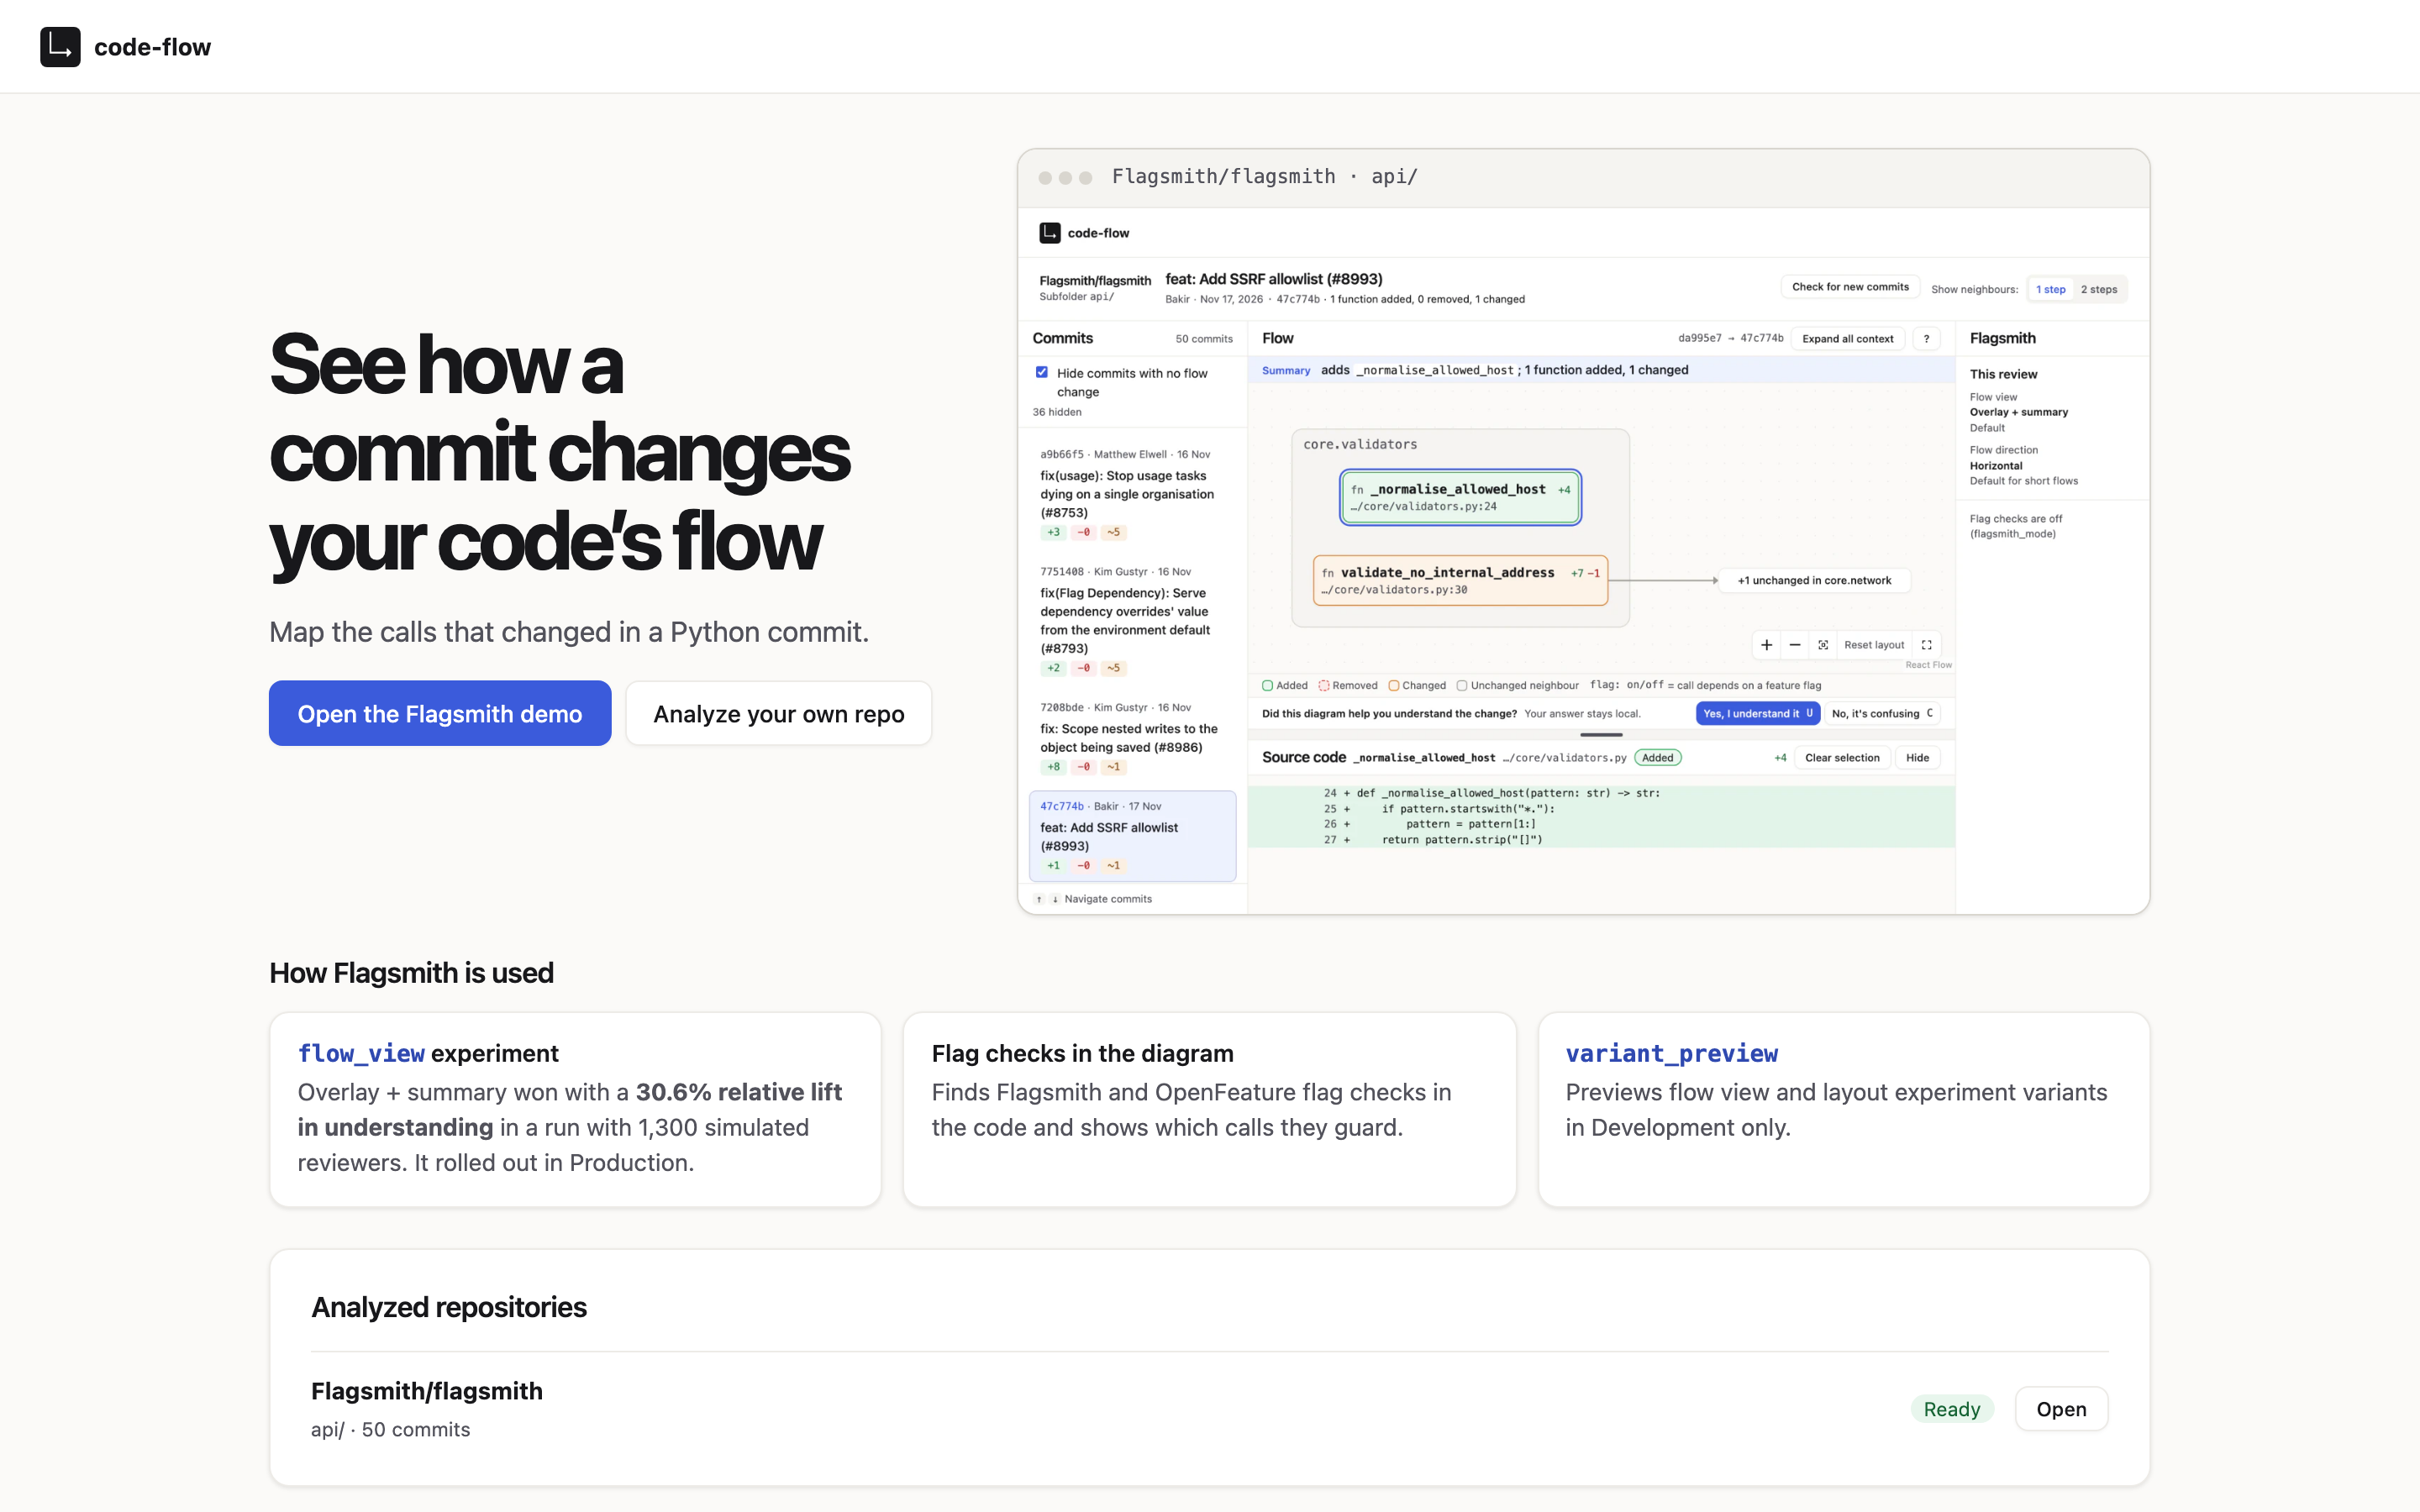 code-flow
See how a
commit changes
your code's flow
Map the calls that changed in a Python commit.
Open the Flagsmith demo
Analyze your own repo
Flagsmith/flagsmith · api/
code-flow
Flagsmith/flagsmith
Subfolder api/
feat: Add SSRF allowlist (#8993)
Bakir · Nov 17, 2026 · 47c774b · 1 function added, 0 removed, 1 changed
Check for new commits
Show neighbours:
1 step
2 steps
Commits
50 commits
Hide commits with no flow
change
36 hidden
a9b66f5 · Matthew Elwell · 16 Nov
fix(usage): Stop usage tasks
dying on a single organisation
(#8753)
+3 −0 ~5
7751408 · Kim Gustyr · 16 Nov
fix(Flag Dependency): Serve
dependency overrides' value
from the environment default
(#8793)
+2 −0 ~5
7208bde · Kim Gustyr · 16 Nov
fix: Scope nested writes to the
object being saved (#8986)
+8 −0 ~1
47c774b · Bakir · 17 Nov
feat: Add SSRF allowlist
(#8993)
+1 −0 ~1
↑ ↓ Navigate commits
Flow
da995e7 → 47c774b
Expand all context
?
Summary adds _normalise_allowed_host ; 1 function added, 1 changed
core.validators
fn _normalise_allowed_host +4
…/core/validators.py:24
fn validate_no_internal_address +7 −1
…/core/validators.py:30
+1 unchanged in core.network
Reset layout
React Flow
Added Removed Changed Unchanged neighbour flag: on/off = call depends on a feature flag
Did this diagram help you understand the change? Your answer stays local.
Yes, I understand it U
No, it's confusing C
Source code _normalise_allowed_host …/core/validators.py Added
+4
Clear selection
Hide
24 + def _normalise_allowed_host(pattern: str) -> str:
25 + if pattern.startswith("*."):
26 + pattern = pattern[1:]
27 + return pattern.strip("[]")
Flagsmith
This review
Flow view
Overlay + summary
Default
Flow direction
Horizontal
Default for short flows
Flag checks are off
(flagsmith_mode)
How Flagsmith is used
flow_view experiment
Overlay + summary won with a 30.6% relative lift
in understanding in a run with 1,300 simulated
reviewers. It rolled out in Production.
Flag checks in the diagram
Finds Flagsmith and OpenFeature flag checks in
the code and shows which calls they guard.
variant_preview
Previews flow view and layout experiment variants
in Development only.
Analyzed repositories
Flagsmith/flagsmith
api/ · 50 commits
Ready
Open